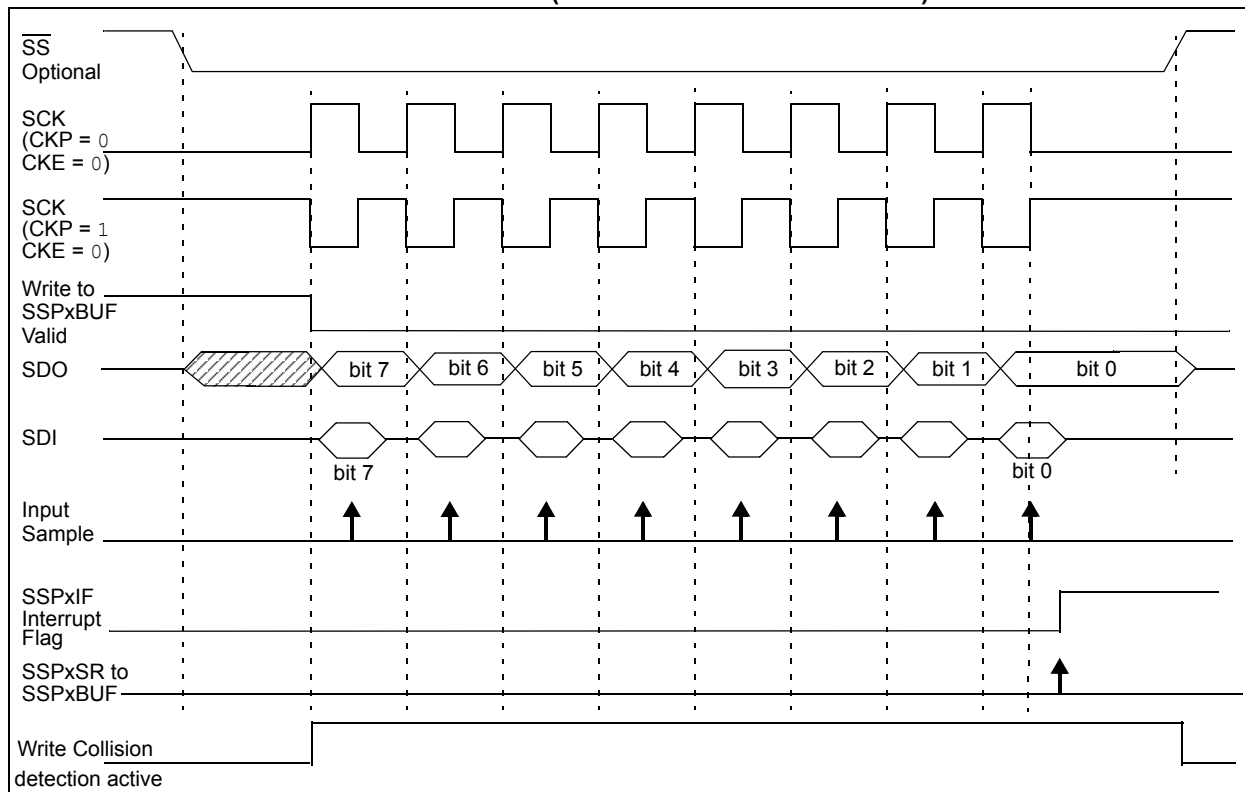 SS
Optional
SCK
(CKP = 0
CKE = 0)
SCK
(CKP = 1
CKE = 0)
Write to
SSPxBUF
Valid
SDO
bit 7 bit 6 bit 5 bit 4 bit 3 bit 2 bit 1 bit 0
SDI
bit 7 bit 0
Input
Sample
SSPxIF
Interrupt
Flag
SSPxSR to
SSPxBUF
Write Collision
detection active